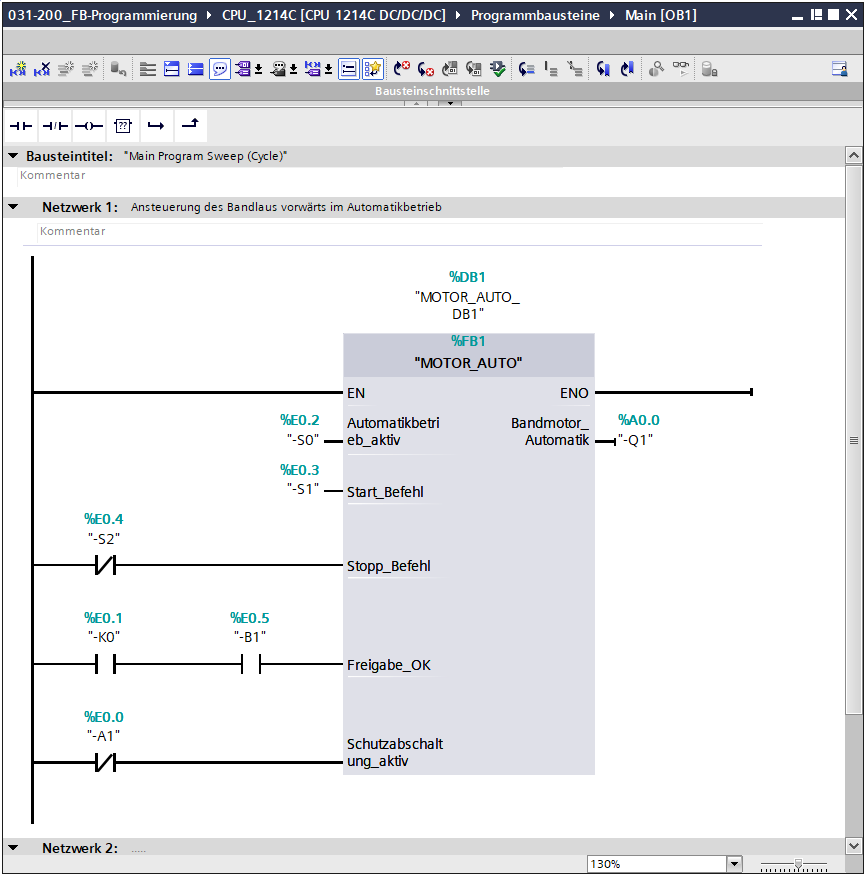 031-200_FB-Programmierung ▸ CPU_1214C [CPU 1214C DC/DC/DC] ▸ Programmbausteine ▸ Main [OB1]
Bausteinschnittstelle
??
Bausteintitel: "Main Program Sweep (Cycle)"
Kommentar
Netzwerk 1: Ansteuerung des Bandlaus vorwärts im Automatikbetrieb
Kommentar
%DB1
"MOTOR_AUTO_
DB1"
%FB1
"MOTOR_AUTO"
EN ENO
%E0.2
"-S0"
Automatikbetri
eb_aktiv
Bandmotor_
Automatik
%A0.0
"-Q1"
%E0.3
"-S1"
Start_Befehl
%E0.4
"-S2"
Stopp_Befehl
%E0.1
"-K0"
%E0.5
"-B1"
Freigabe_OK
%E0.0
"-A1"
Schutzabschalt
ung_aktiv
Netzwerk 2: .....
130%